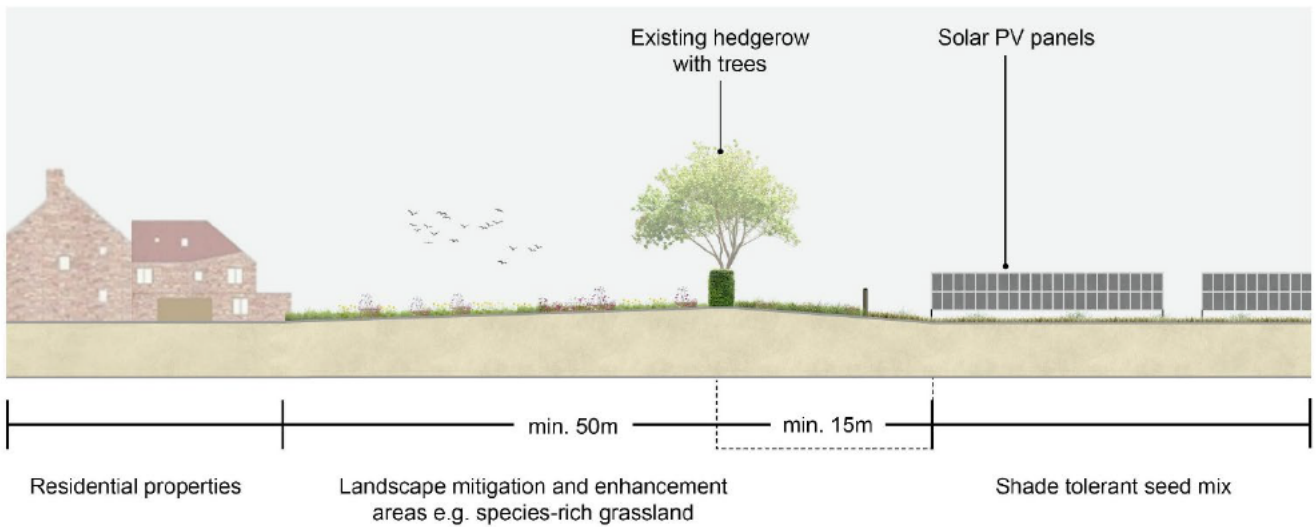 Existing hedgerow
with trees
Solar PV panels
min. 50m
min. 15m
Residential properties
Landscape mitigation and enhancement
areas e.g. species-rich grassland
Shade tolerant seed mix